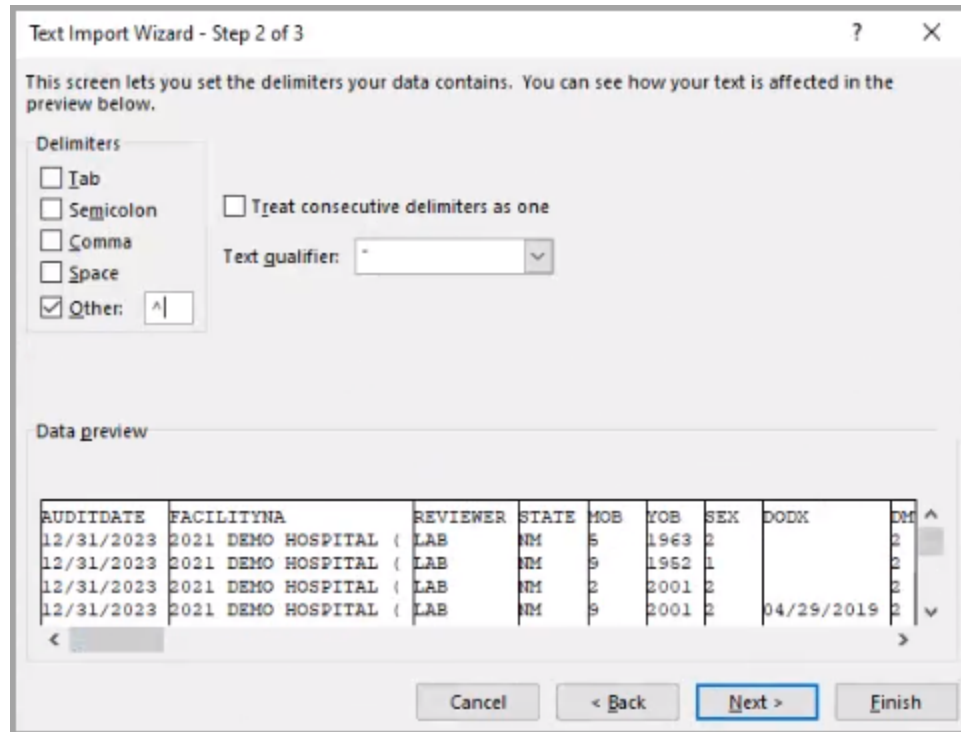 Text Import Wizard - Step 2 of 3
This screen lets you set the delimiters your data contains. You can see how your text is affected in the
preview below.
Delimiters
Tab
Semicolon
Comma
Space
Other: ^
Treat consecutive delimiters as one
Text qualifier: "
Data preview
AUDITDATE FACILITYNA REVIEWER STATE MOB YOB SEX DODX DM
12/31/2023 2021 DEMO HOSPITAL ( LAB NM 5 1963 2 2
12/31/2023 2021 DEMO HOSPITAL ( LAB NM 9 1952 1 2
12/31/2023 2021 DEMO HOSPITAL ( LAB NM 2 2001 2 2
12/31/2023 2021 DEMO HOSPITAL ( LAB NM 9 2001 2 04/29/2019 2
Cancel < Back Next > Finish